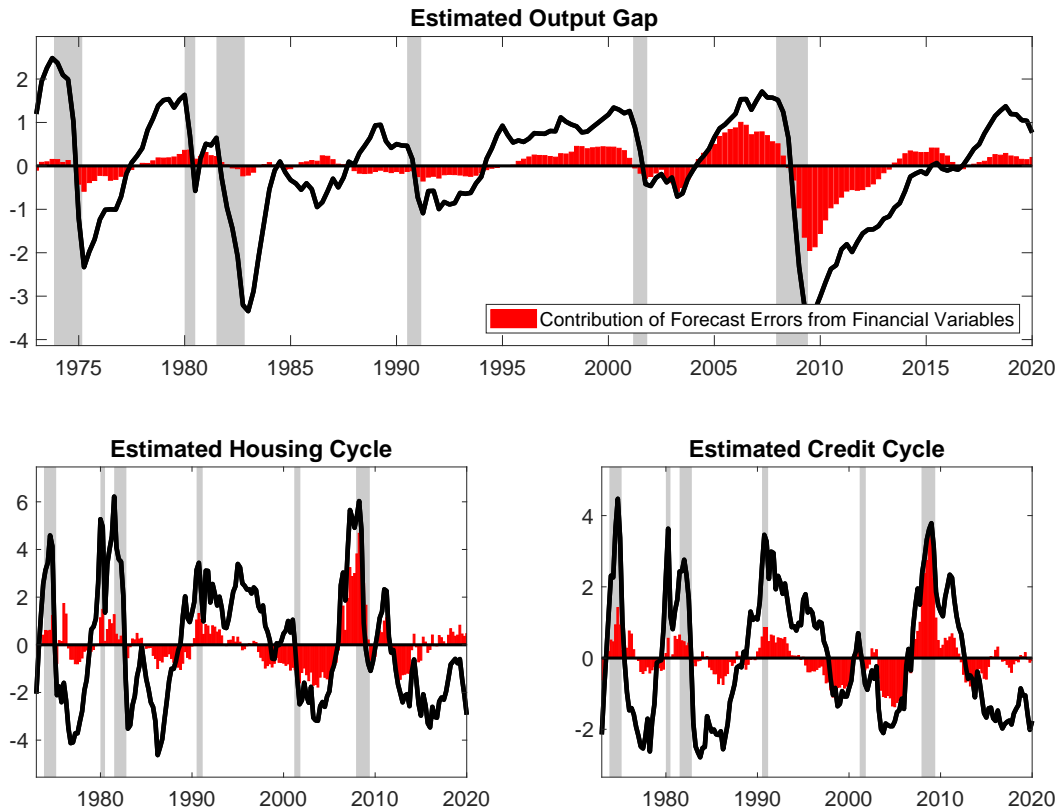 Estimated Output Gap
2
1
0
-1
-2
-3
-4
Contribution of Forecast Errors from Financial Variables
1975 1980 1985 1990 1995 2000 2005 2010 2015 2020
Estimated Housing Cycle
6
4
2
0
-2
-4
1980 1990 2000 2010 2020
Estimated Credit Cycle
4
2
0
-2
1980 1990 2000 2010 2020